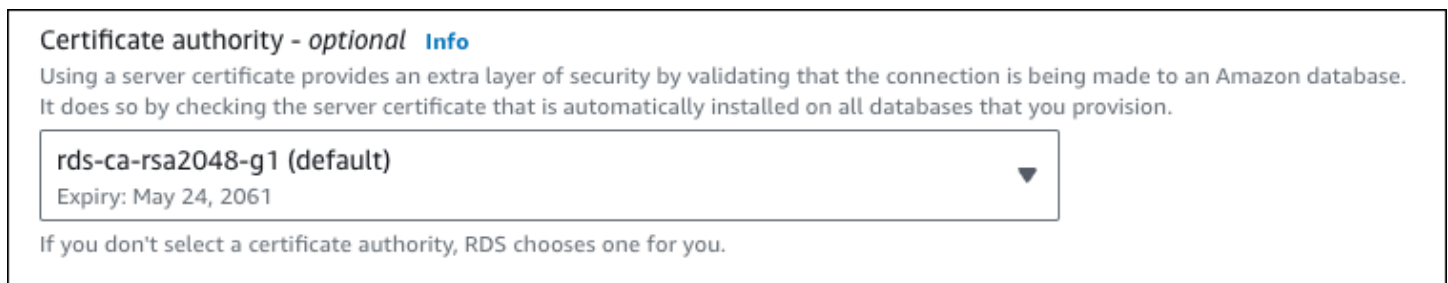 Certificate authority - optional Info
Using a server certificate provides an extra layer of security by validating that the connection is being made to an Amazon database.
It does so by checking the server certificate that is automatically installed on all databases that you provision.
rds-ca-rsa2048-g1 (default)
Expiry: May 24, 2061
If you don't select a certificate authority, RDS chooses one for you.